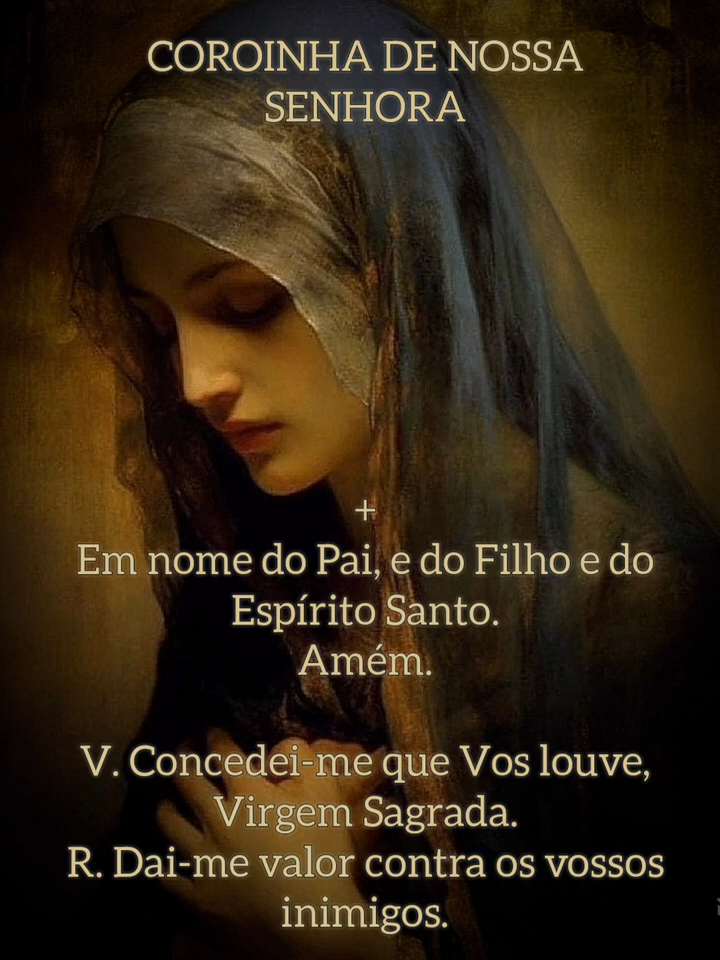 COROINHA DE NOSSA
SENHORA
+
Em nome do Pai, e do Filho e do
Espírito Santo.
Amém.
V. Concedei-me que Vos louve,
Virgem Sagrada.
R. Dai-me valor contra os vossos
inimigos.